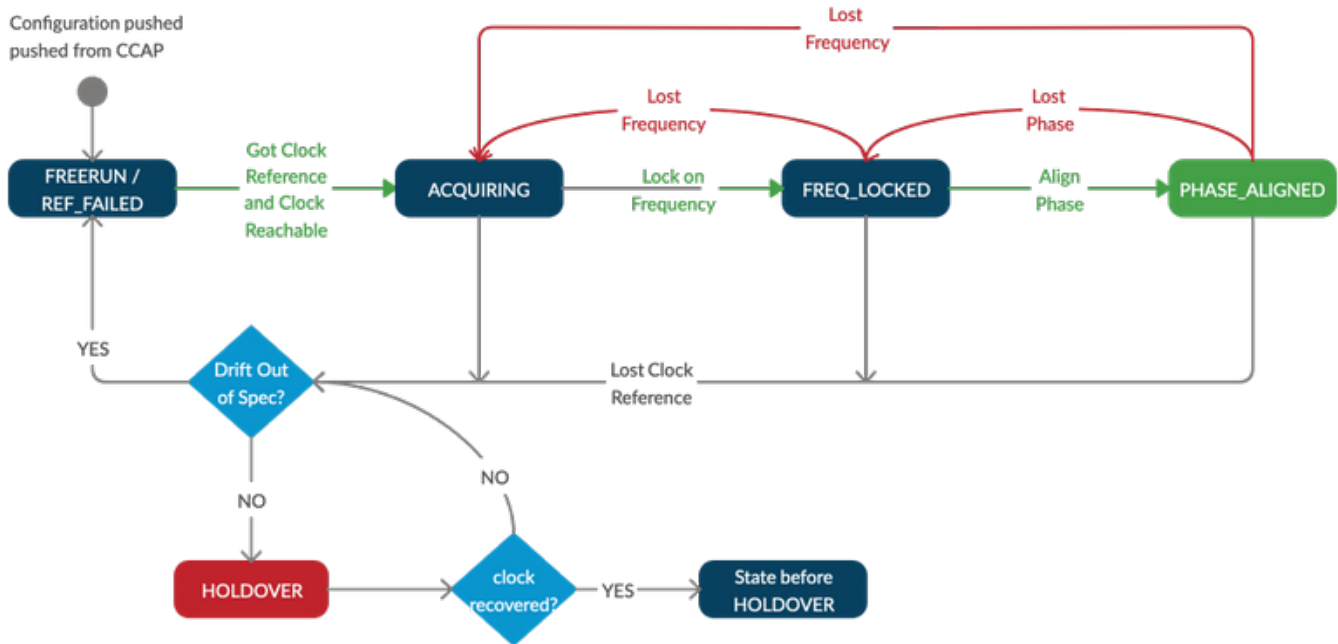 Configuration pushed
pushed from CCAP
Lost
Frequency
Lost
Frequency
Lost
Phase
FREERUN /
REF_FAILED
Got Clock
Reference
and Clock
Reachable
ACQUIRING
Lock on
Frequency
FREQ_LOCKED
Align
Phase
PHASE_ALIGNED
YES
Drift Out
of Spec?
Lost Clock
Reference
NO
NO
HOLDOVER
clock
recovered?
YES
State before
HOLDOVER